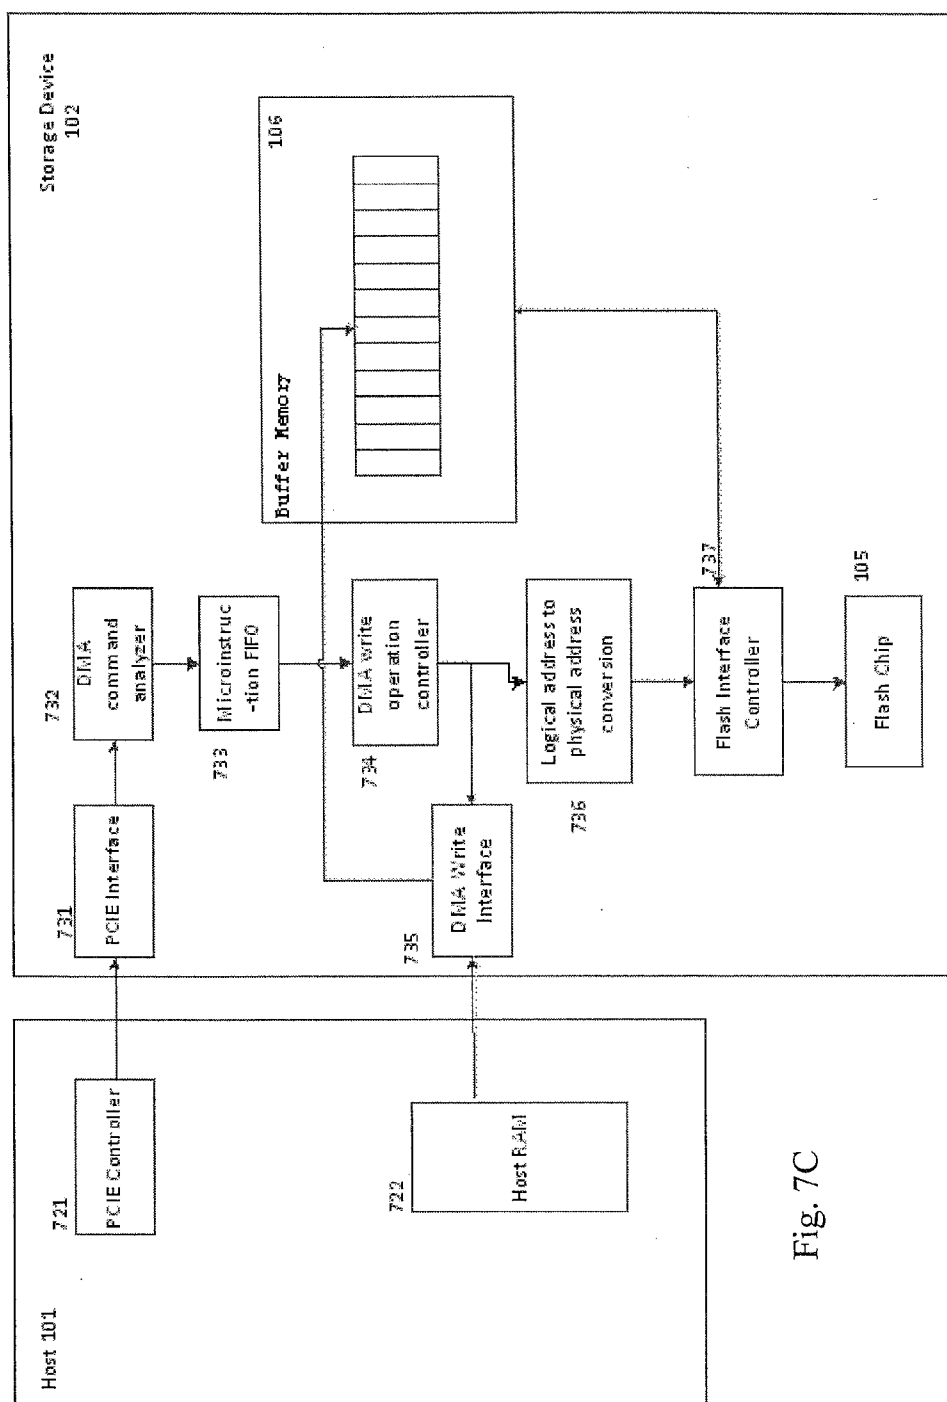 Host 101
721
PCIE Controller
722
Host RAM
Storage Device
102
731
PCIE Interface
732
DMA
command
analyzer
733
Microinstruc
-tion FIFO
734
DMA write
operation
controller
735
DMA Write
Interface
736
Logical address to
physical address
conversion
737
Flash Interface
Controller
105
Flash Chip
Buffer Memory
106
Fig. 7C